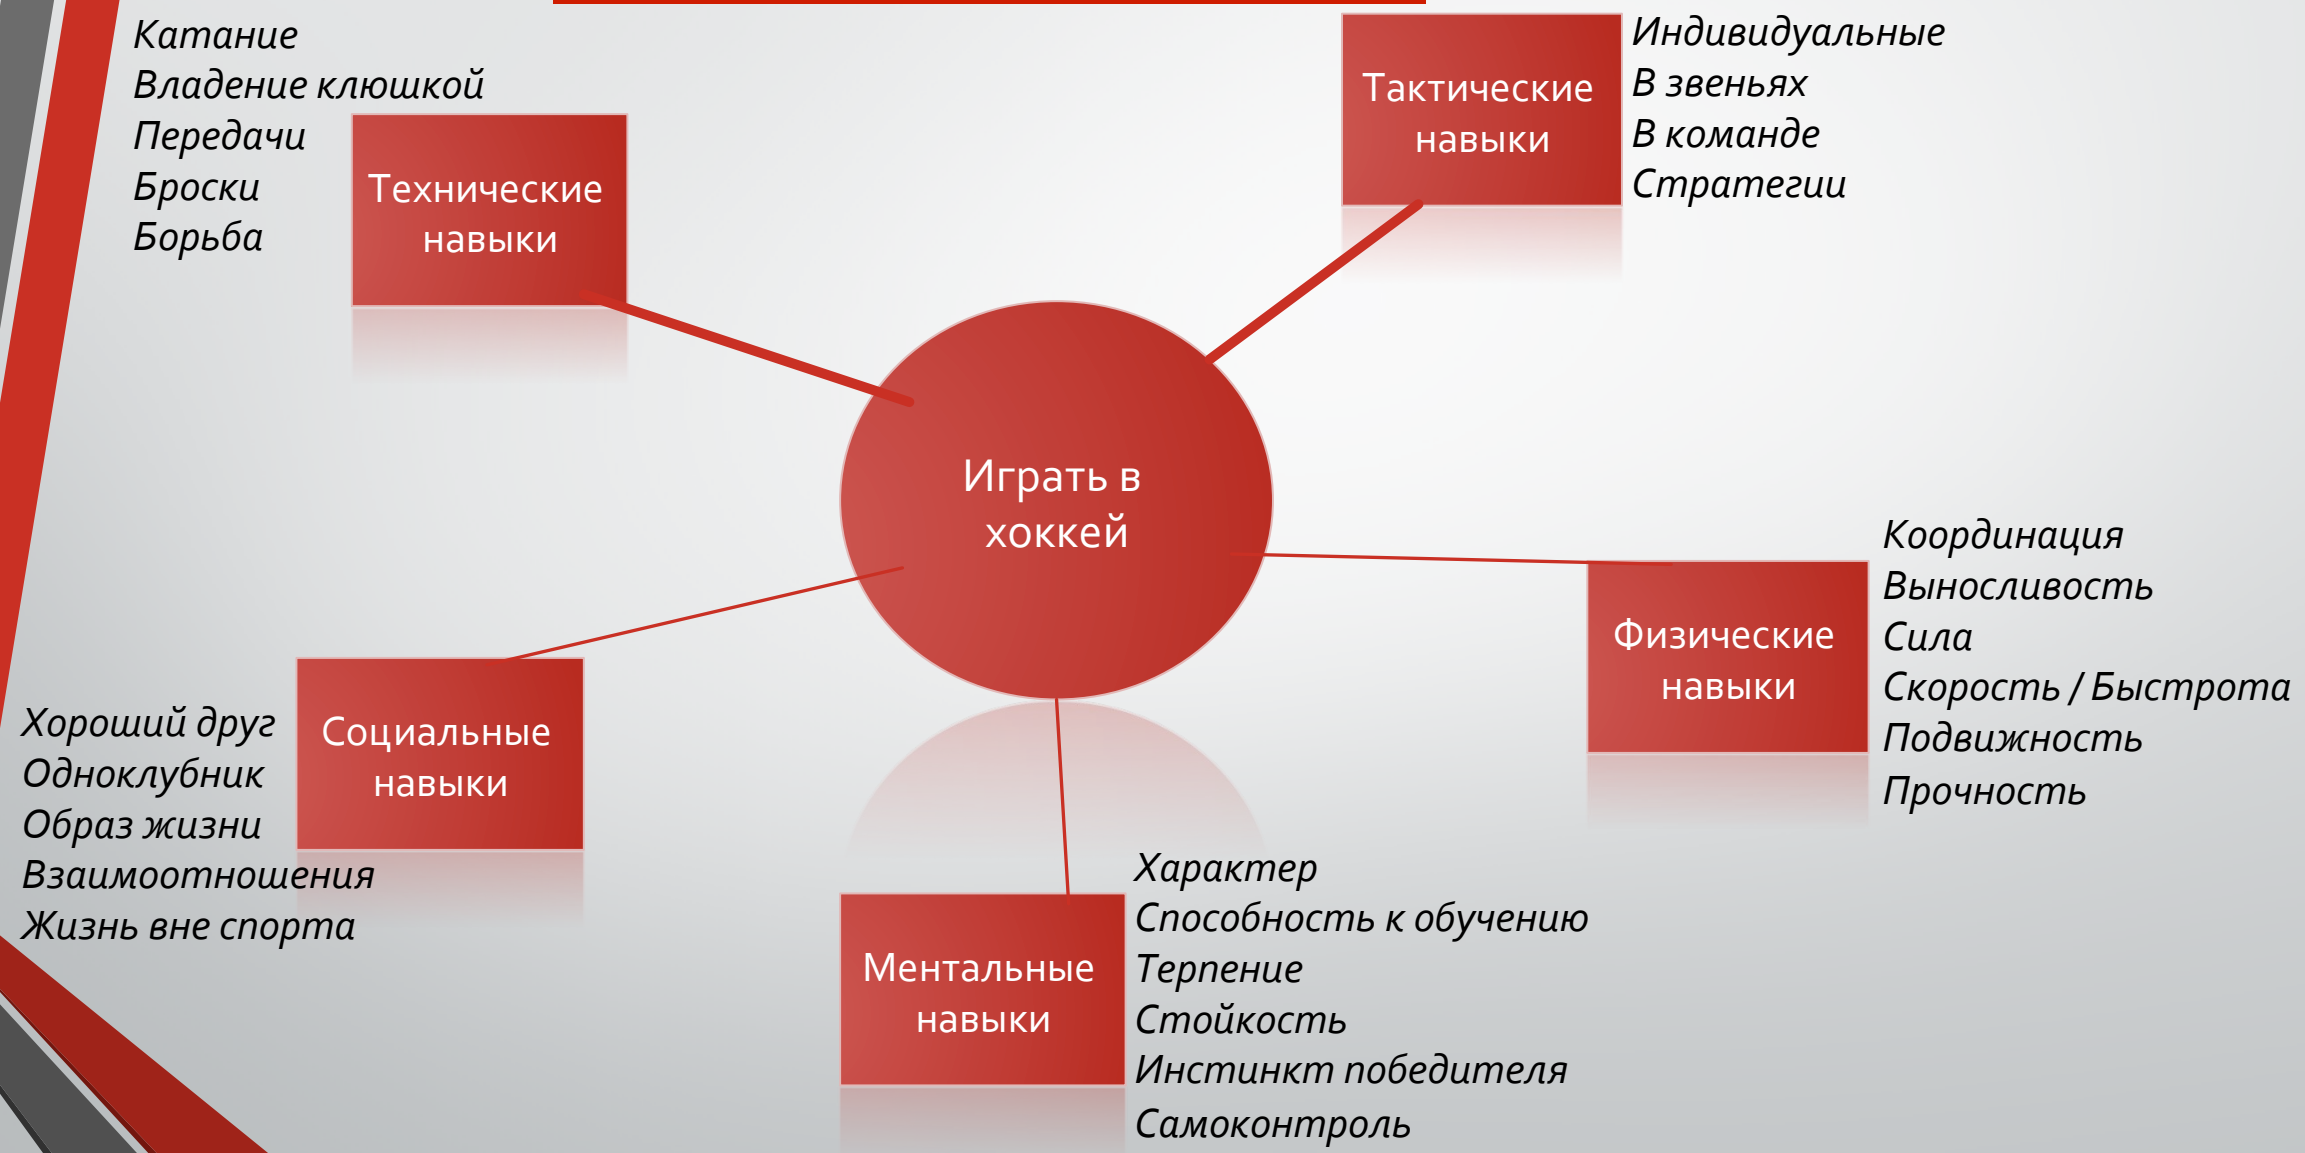 Катание
Владение клюшкой
Передачи
Броски
Борьба
Технические
навыки
Тактические
навыки
Индивидуальные
В звеньях
В команде
Стратегии
Играть в
хоккей
Физические
навыки
Координация
Выносливость
Сила
Скорость / Быстрота
Подвижность
Прочность
Социальные
навыки
Хороший друг
Одноклубник
Образ жизни
Взаимоотношения
Жизнь вне спорта
Ментальные
навыки
Характер
Способность к обучению
Терпение
Стойкость
Инстинкт победителя
Самоконтроль